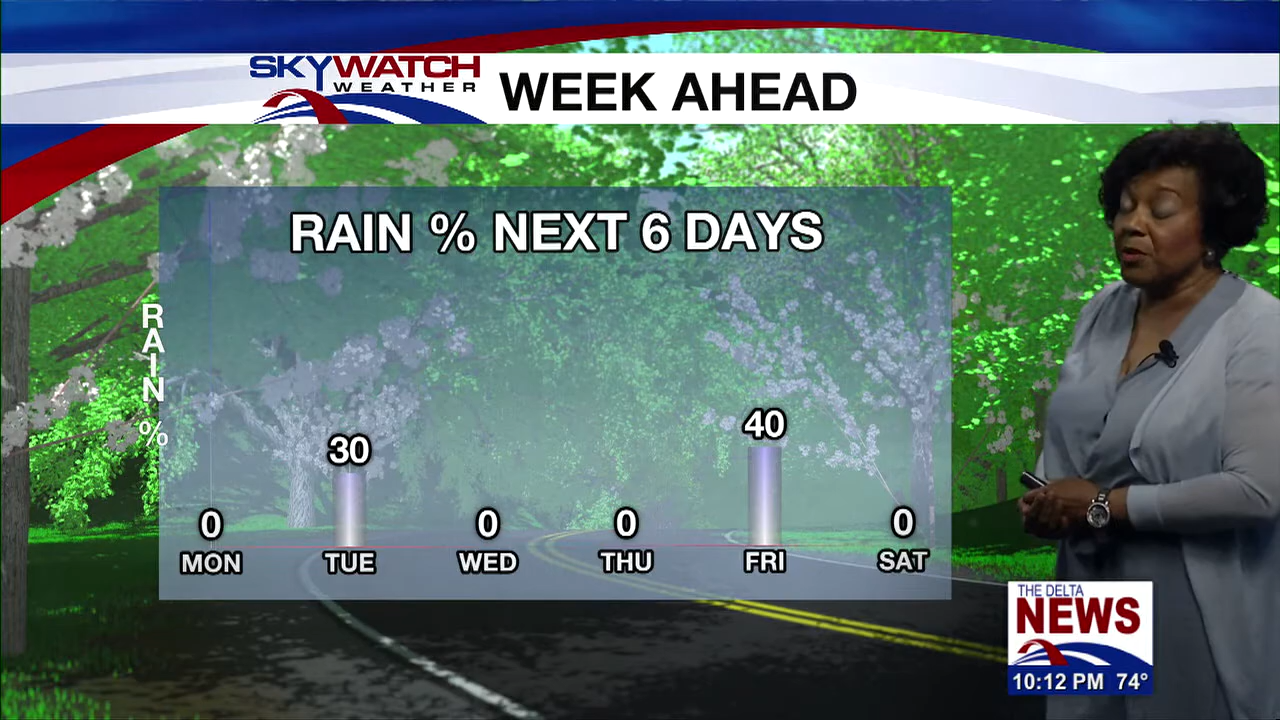 SKYWATCH
WEATHER
WEEK AHEAD
RAIN % NEXT 6 DAYS
RAIN %
0 30 0 0 40 0
MON TUE WED THU FRI SAT
THE DELTA
NEWS
10:12 PM 74°